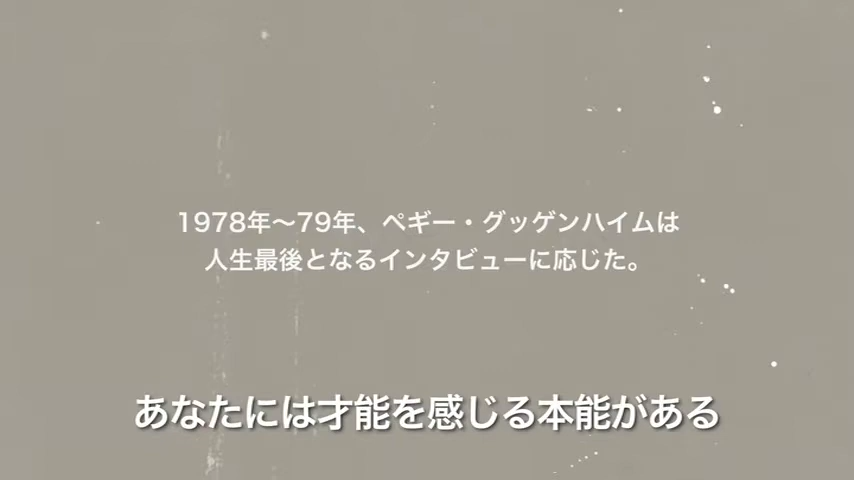 1978年〜79年、ペギー・グッゲンハイムは
人生最後となるインタビューに応じた。
あなたには才能を感じる本能がある